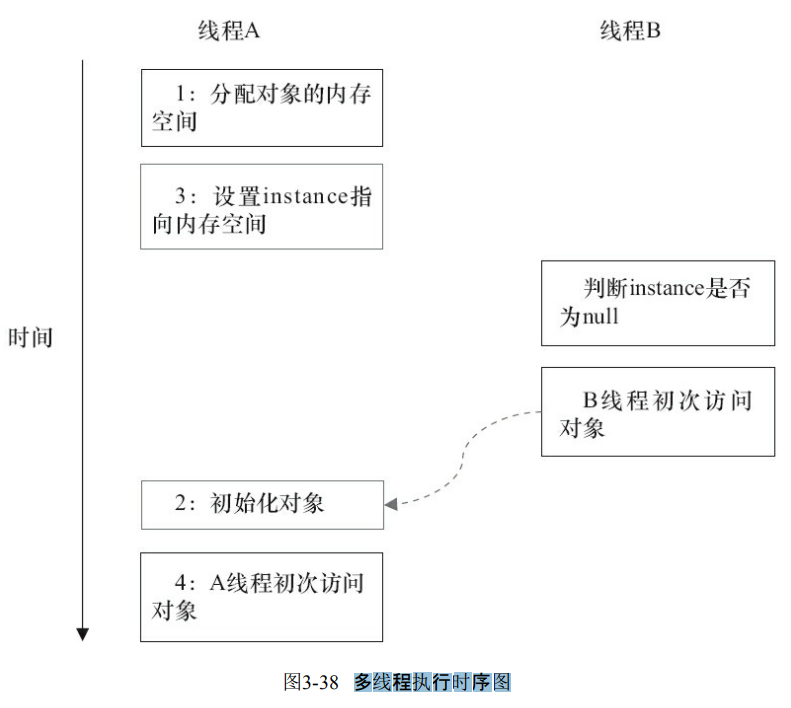 线程A
线程B
1：分配对象的内存
空间
3：设置instance指
向内存空间
判断instance是否
为null
时间
B线程初次访问
对象
2：初始化对象
4：A线程初次访问
对象
图3-38 多线程执行时序图